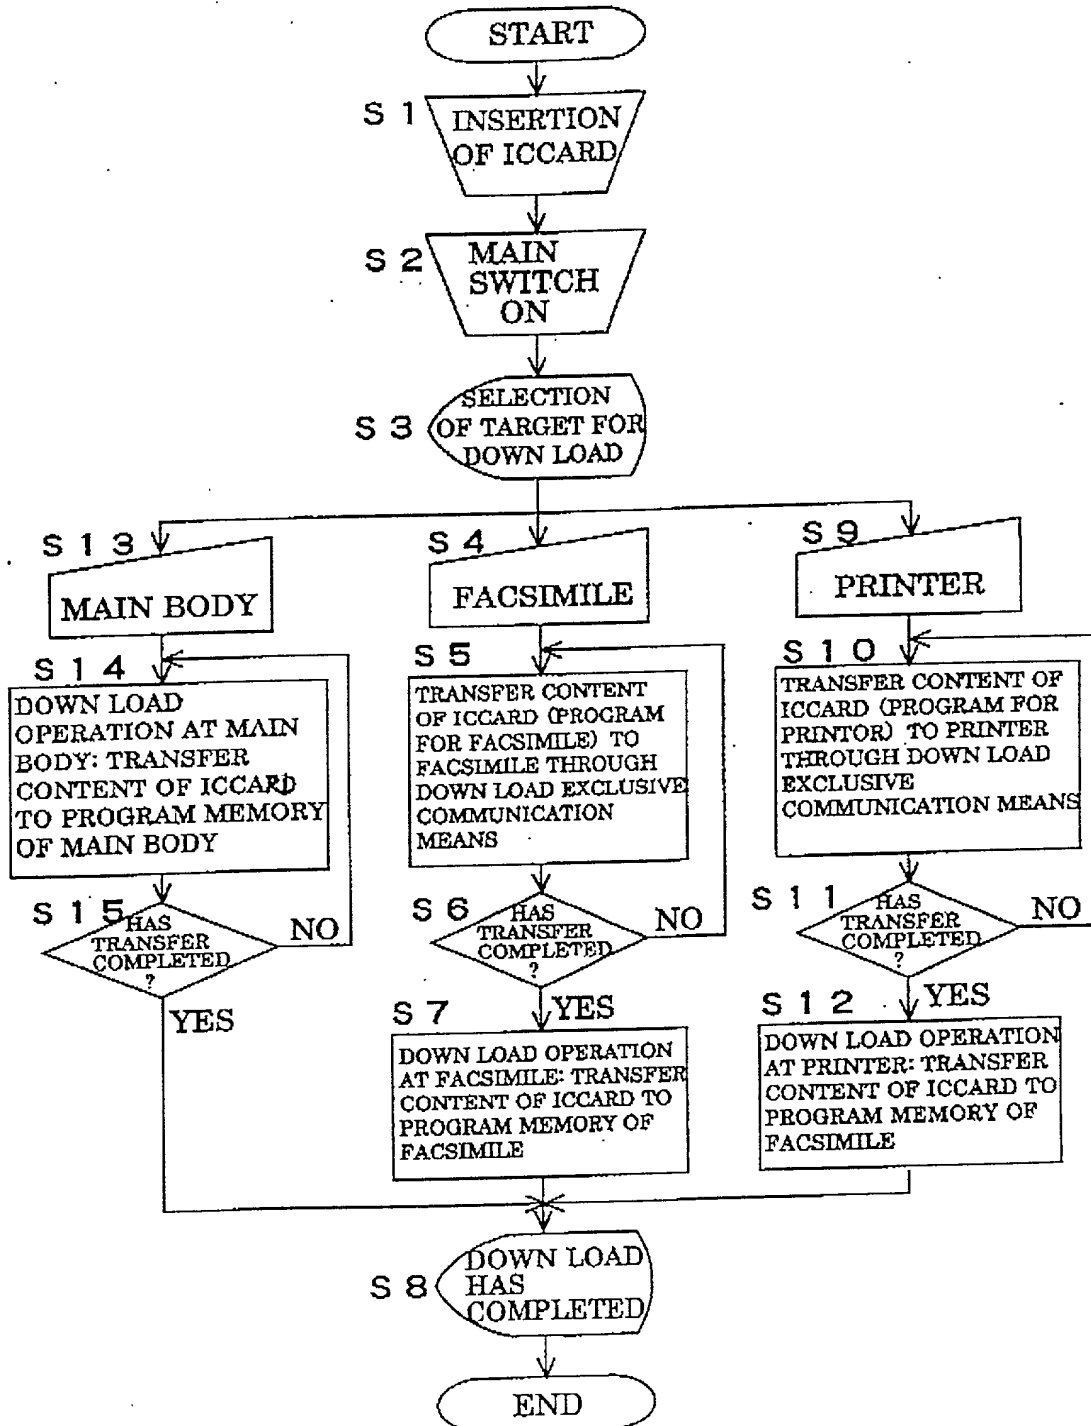 START
S 1
INSERTION
OF ICCARD
S 2
MAIN
SWITCH
ON
S 3
SELECTION
OF TARGET FOR
DOWN LOAD
S 1 3
MAIN BODY
S 4
FACSIMILE
S 9
PRINTER
S 1 4
DOWN LOAD
OPERATION AT MAIN
BODY: TRANSFER
CONTENT OF ICCARD
TO PROGRAM MEMORY
OF MAIN BODY
S 5
TRANSFER CONTENT
OF ICCARD (PROGRAM
FOR FACSIMILE) TO
FACSIMILE THROUGH
DOWN LOAD EXCLUSIVE
COMMUNICATION
MEANS
S 1 0
TRANSFER CONTENT OF
ICCARD (PROGRAM FOR
PRINTOR) TO PRINTER
THROUGH DOWN LOAD
EXCLUSIVE
COMMUNICATION MEANS
S 1 5
HAS
TRANSFER
COMPLETED
?
NO
YES
S 6
HAS
TRANSFER
COMPLETED
?
NO
YES
S 1 1
HAS
TRANSFER
COMPLETED
?
NO
YES
S 7
DOWN LOAD OPERATION
AT FACSIMILE: TRANSFER
CONTENT OF ICCARD TO
PROGRAM MEMORY OF
FACSIMILE
S 1 2
DOWN LOAD OPERATION
AT PRINTER: TRANSFER
CONTENT OF ICCARD TO
PROGRAM MEMORY OF
FACSIMILE
S 8
DOWN LOAD
HAS
COMPLETED
END